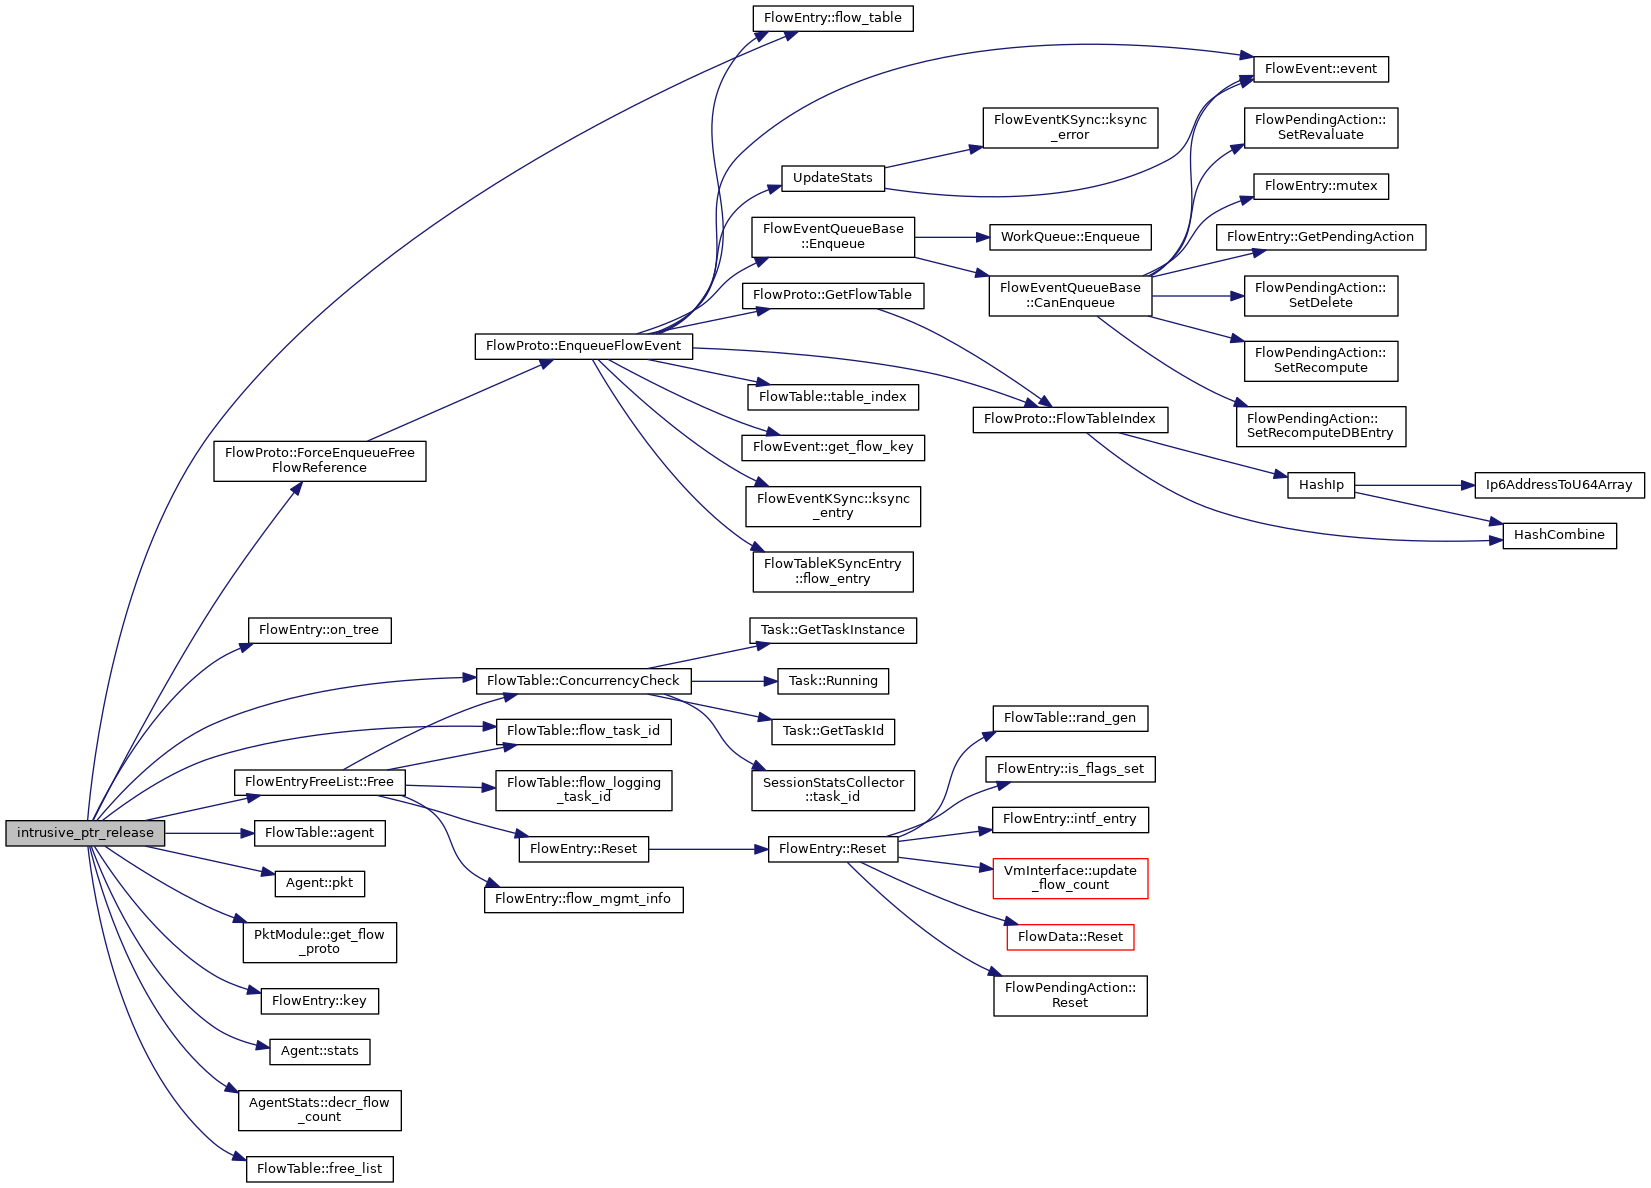 FlowEntry::flow_table
FlowEvent::event
FlowEventKSync::ksync
_error
FlowPendingAction::
SetRevaluate
UpdateStats
FlowEntry::mutex
FlowEventQueueBase
::Enqueue
WorkQueue::Enqueue
FlowEntry::GetPendingAction
FlowProto::GetFlowTable
FlowEventQueueBase
::CanEnqueue
FlowPendingAction::
SetDelete
FlowProto::EnqueueFlowEvent
FlowPendingAction::
SetRecompute
FlowTable::table_index
FlowProto::FlowTableIndex
FlowPendingAction::
SetRecomputeDBEntry
FlowProto::ForceEnqueueFree
FlowReference
FlowEvent::get_flow_key
HashIp
Ip6AddressToU64Array
FlowEventKSync::ksync
_entry
HashCombine
FlowTableKSyncEntry
::flow_entry
FlowEntry::on_tree
Task::GetTaskInstance
FlowTable::ConcurrencyCheck
Task::Running
FlowTable::flow_task_id
Task::GetTaskId
FlowTable::rand_gen
FlowEntryFreeList::Free
FlowTable::flow_logging
_task_id
SessionStatsCollector
::task_id
FlowEntry::is_flags_set
intrusive_ptr_release
FlowTable::agent
FlowEntry::Reset
FlowEntry::Reset
FlowEntry::intf_entry
Agent::pkt
FlowEntry::flow_mgmt_info
VmInterface::update
_flow_count
PktModule::get_flow
_proto
FlowData::Reset
FlowEntry::key
FlowPendingAction::
Reset
Agent::stats
AgentStats::decr_flow
_count
FlowTable::free_list